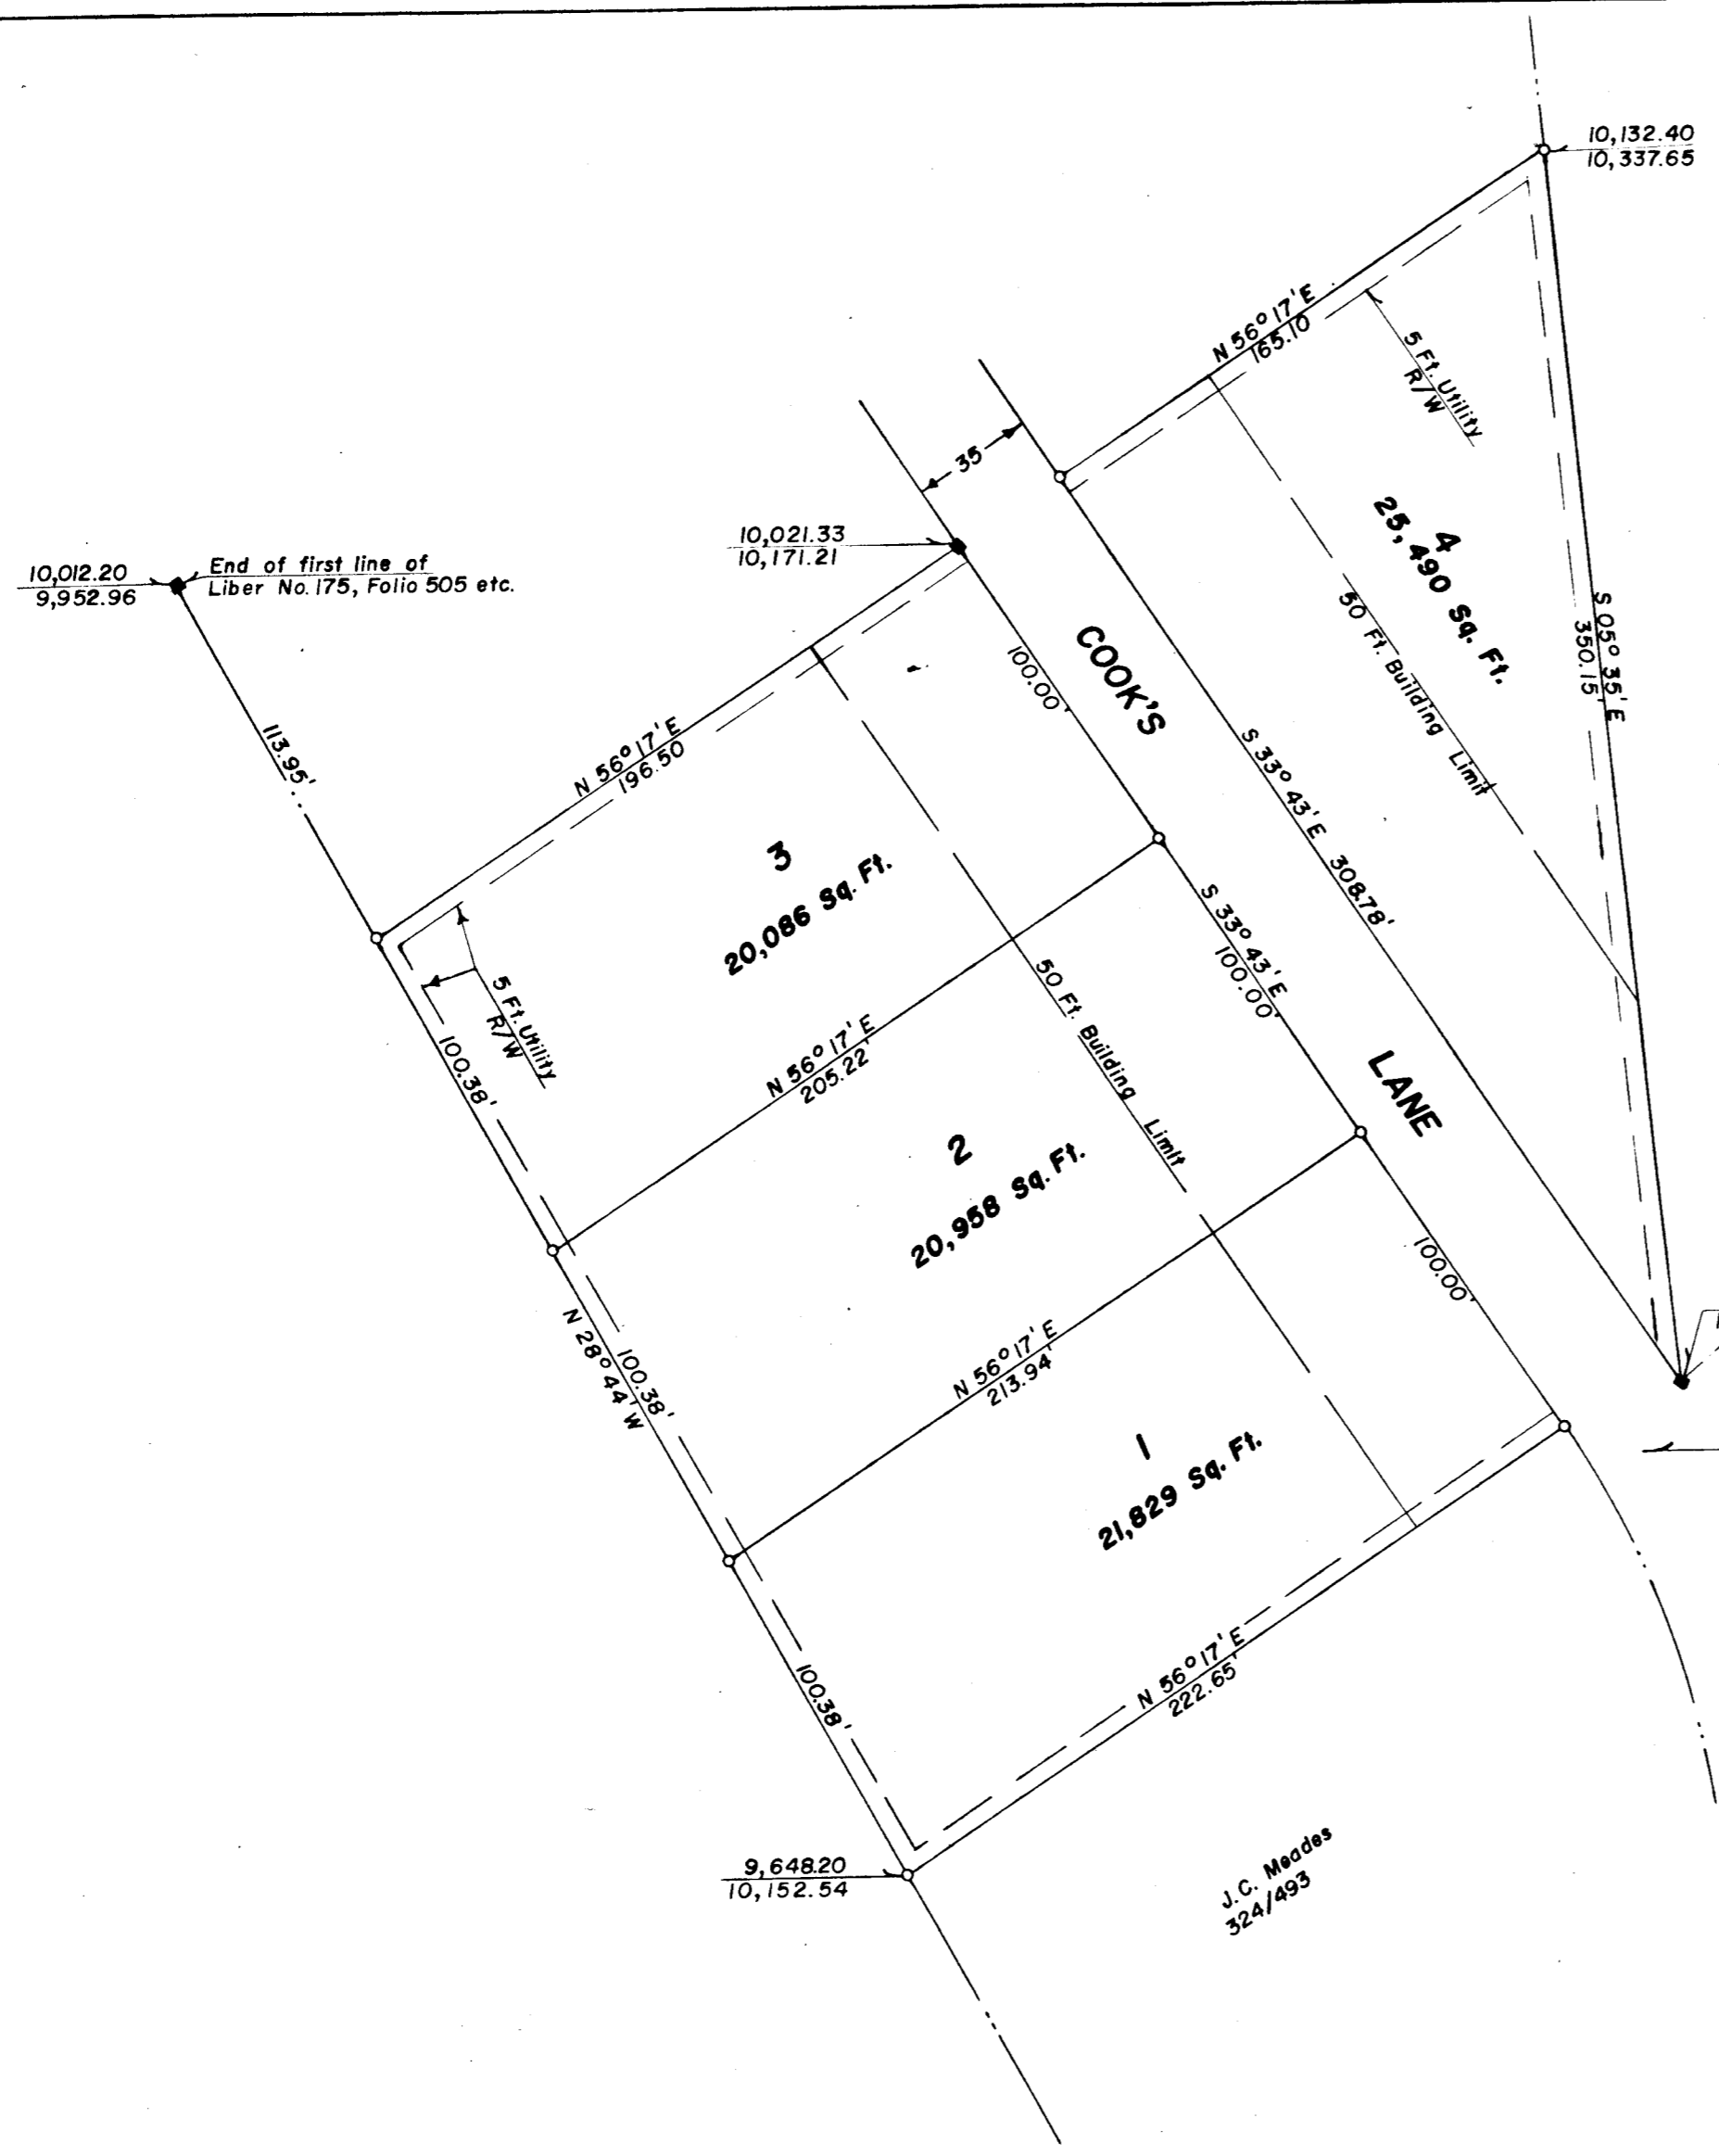 10,132.40
10,337.65
N 56° 17' E
165.10
5 Ft. Utility
R/W
35
10,021.33
10,171.21
10,012.20
9,952.96
End of first line of
Liber No. 175, Folio 505 etc.
4
25,490 Sq. Ft.
50 Ft. Building Limit
S 05° 35' E
350.15'
COOK'S
LANE
100.00'
113.95'
N 56° 17' E
196.50
S 33° 43' E 308.78'
3
20,086 Sq. Ft.
S 33° 43' E
100.00'
5 Ft. Utility
R/W
100.38'
50 Ft. Building Limit
N 56° 17' E
205.22'
2
20,958 Sq. Ft.
100.00'
N 28° 44' W
100.38'
N 56° 17' E
213.94'
1
21,829 Sq. Ft.
100.38'
N 56° 17' E
222.65'
9,648.20
10,152.54
J.C. Meades
324/493